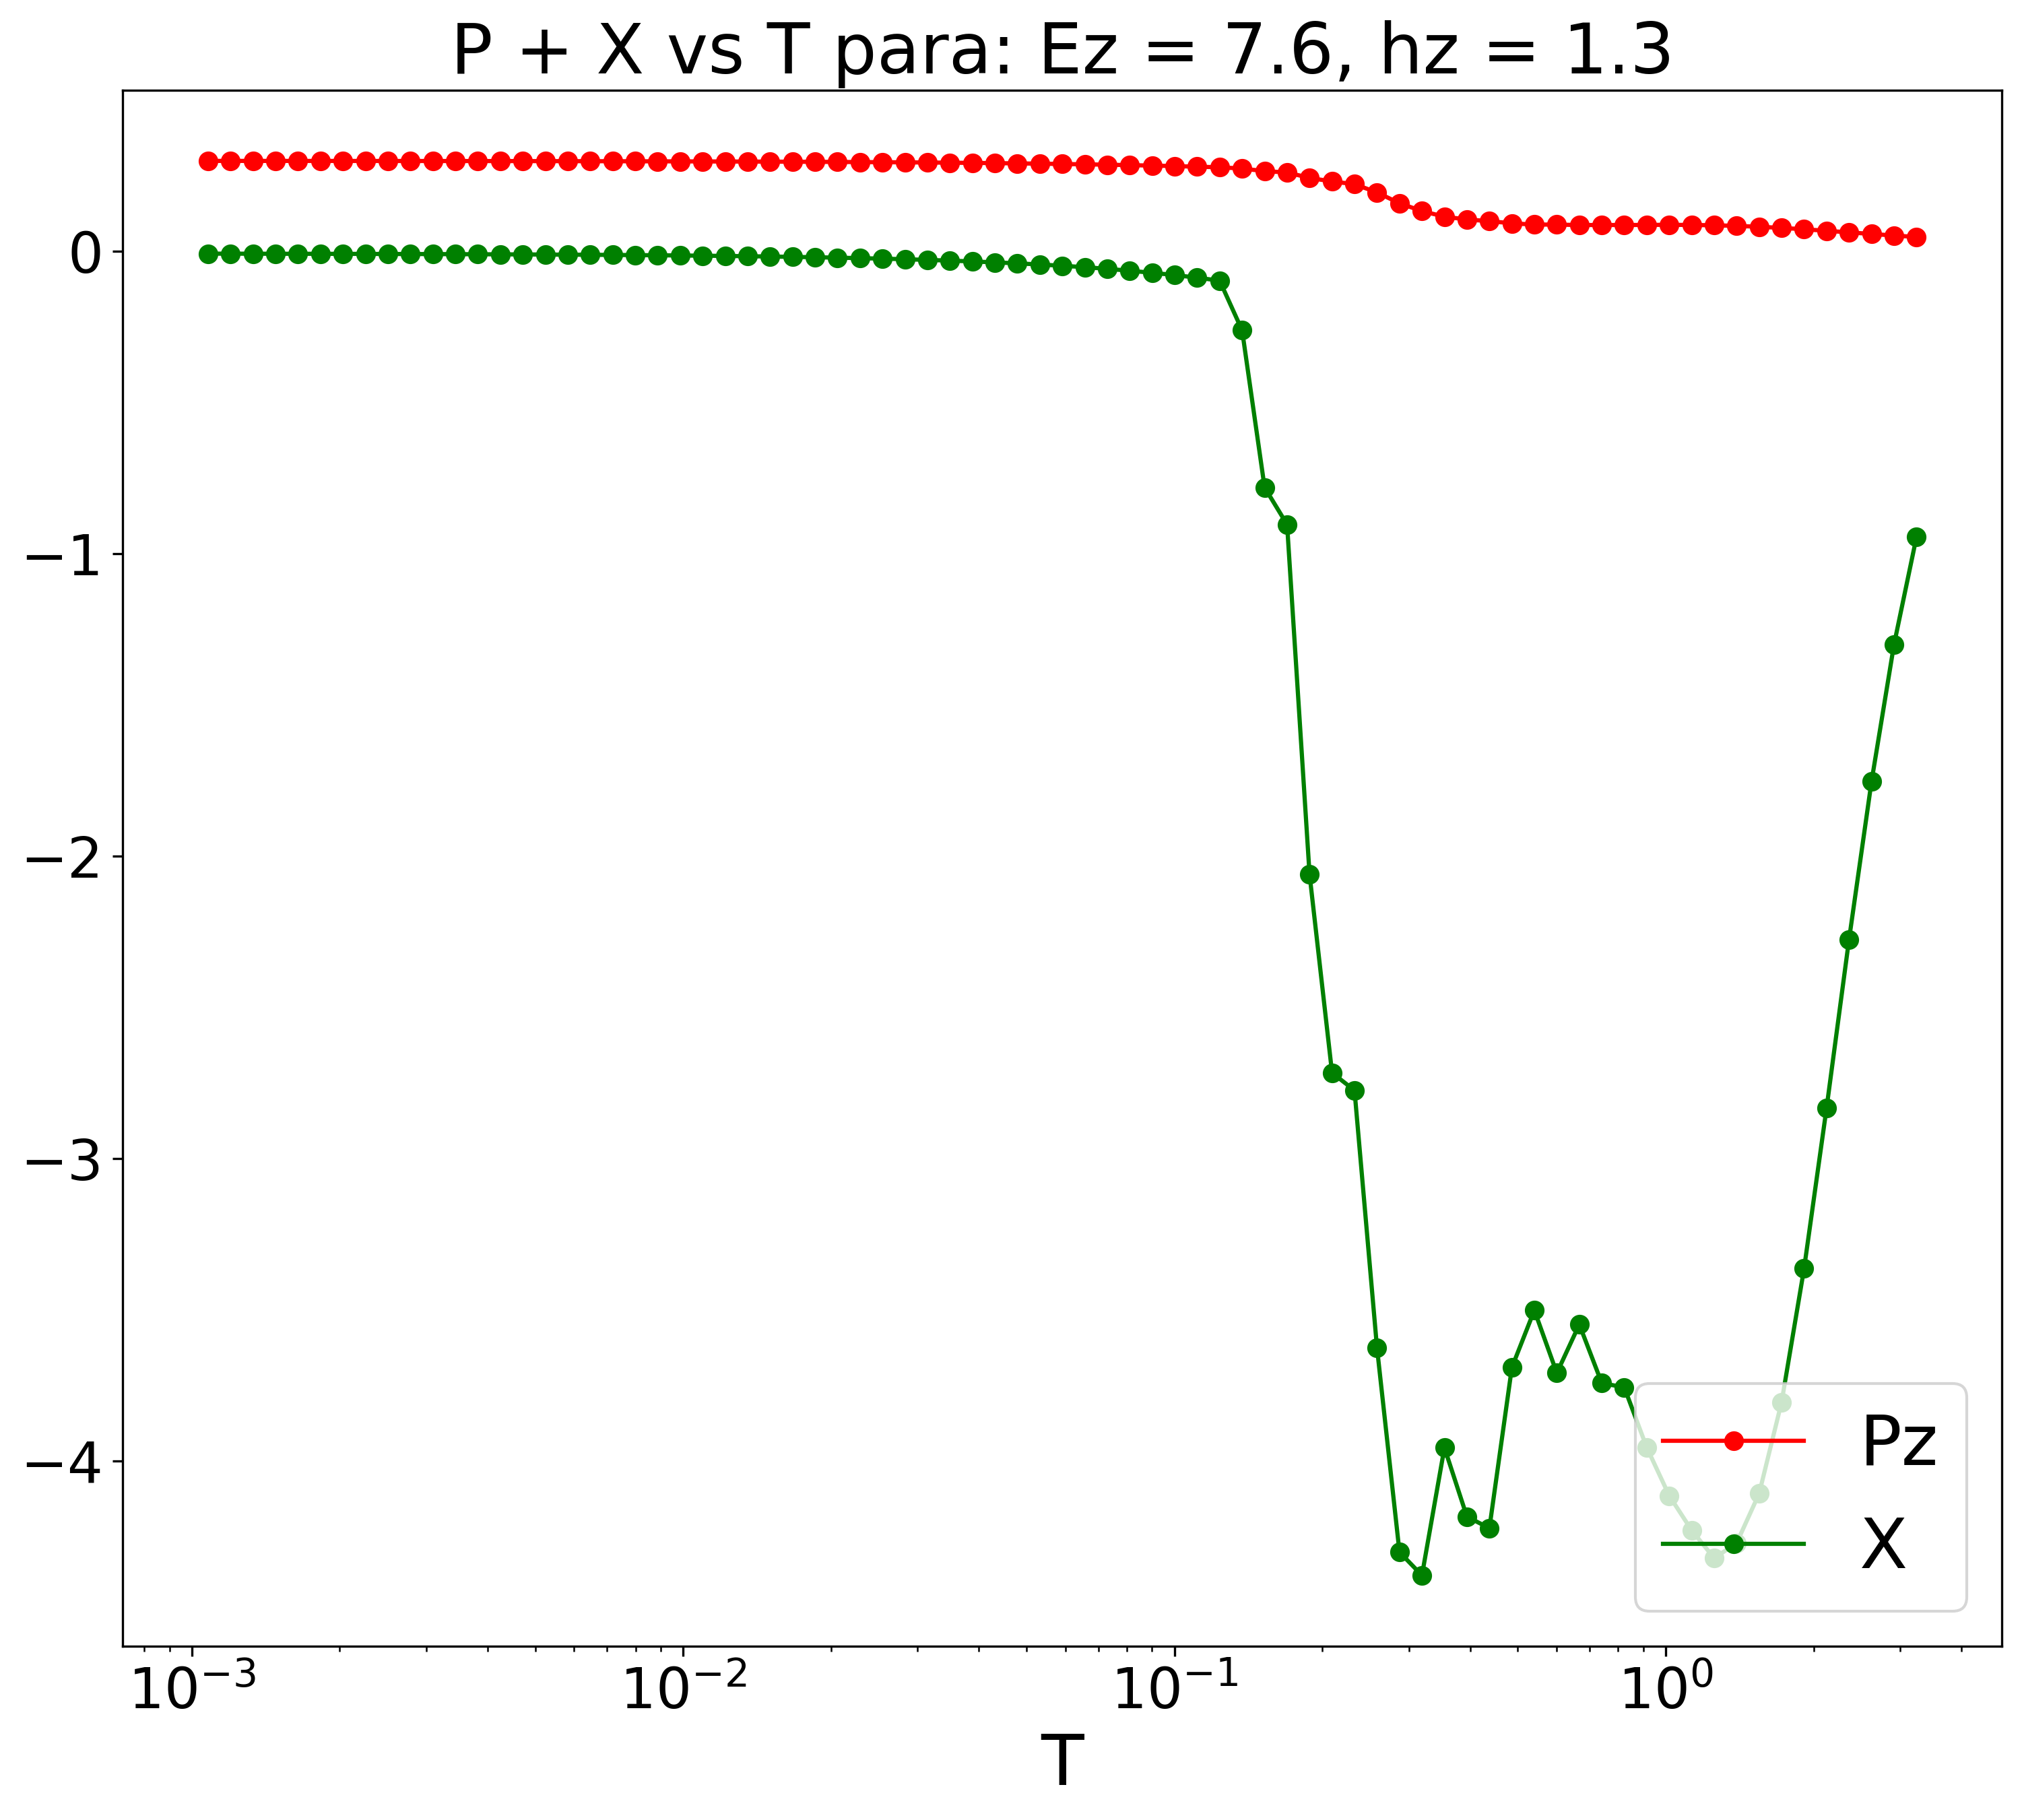 P + X vs T para: Ez = 7.6, hz = 1.3
0
−1
−2
−3
−4
Pz
X
10⁻³
10⁻²
10⁻¹
10⁰
T